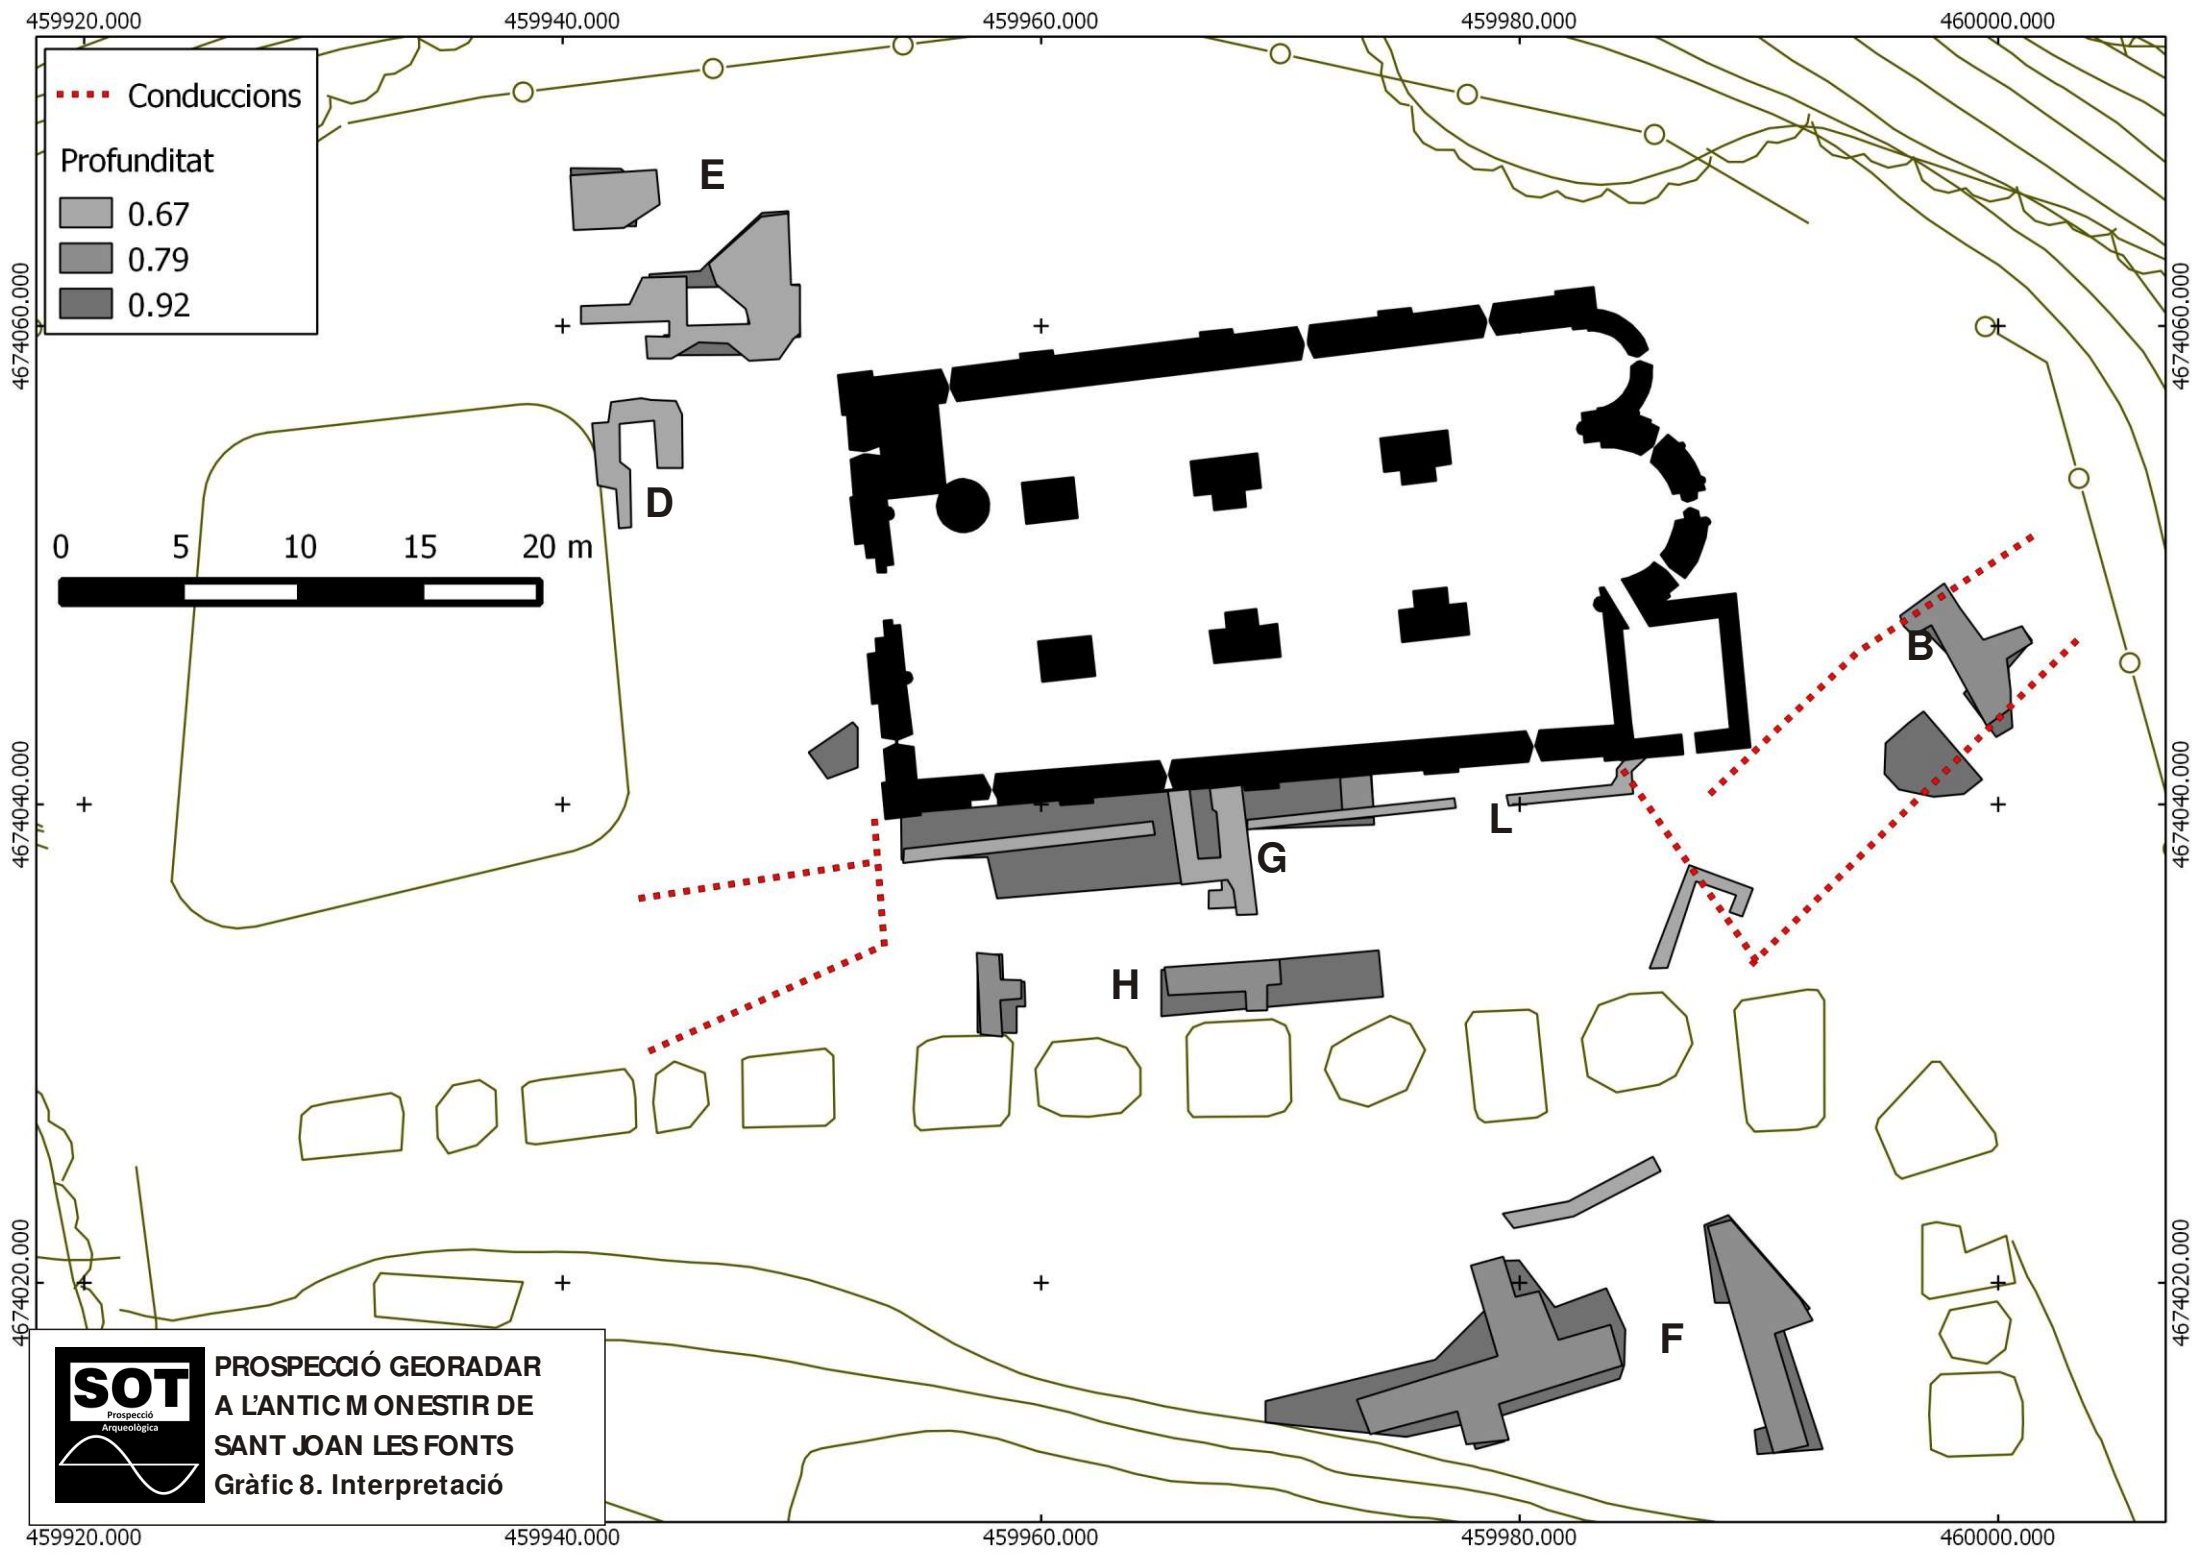 459920.000 459940.000 459960.000 459980.000 460000.000
Conduccions
Profunditat
0.67
0.79
0.92
E
4674060.000 4674060.000
D
0 5 10 15 20 m
B
4674040.000 4674040.000
L
G
H
4674020.000 4674020.000
F
SOT
Prospecció
Arqueològica
PROSPECCIÓ GEORADAR
A L'ANTIC MONESTIR DE
SANT JOAN LES FONTS
Gràfic 8. Interpretació
459920.000 459940.000 459960.000 459980.000 460000.000